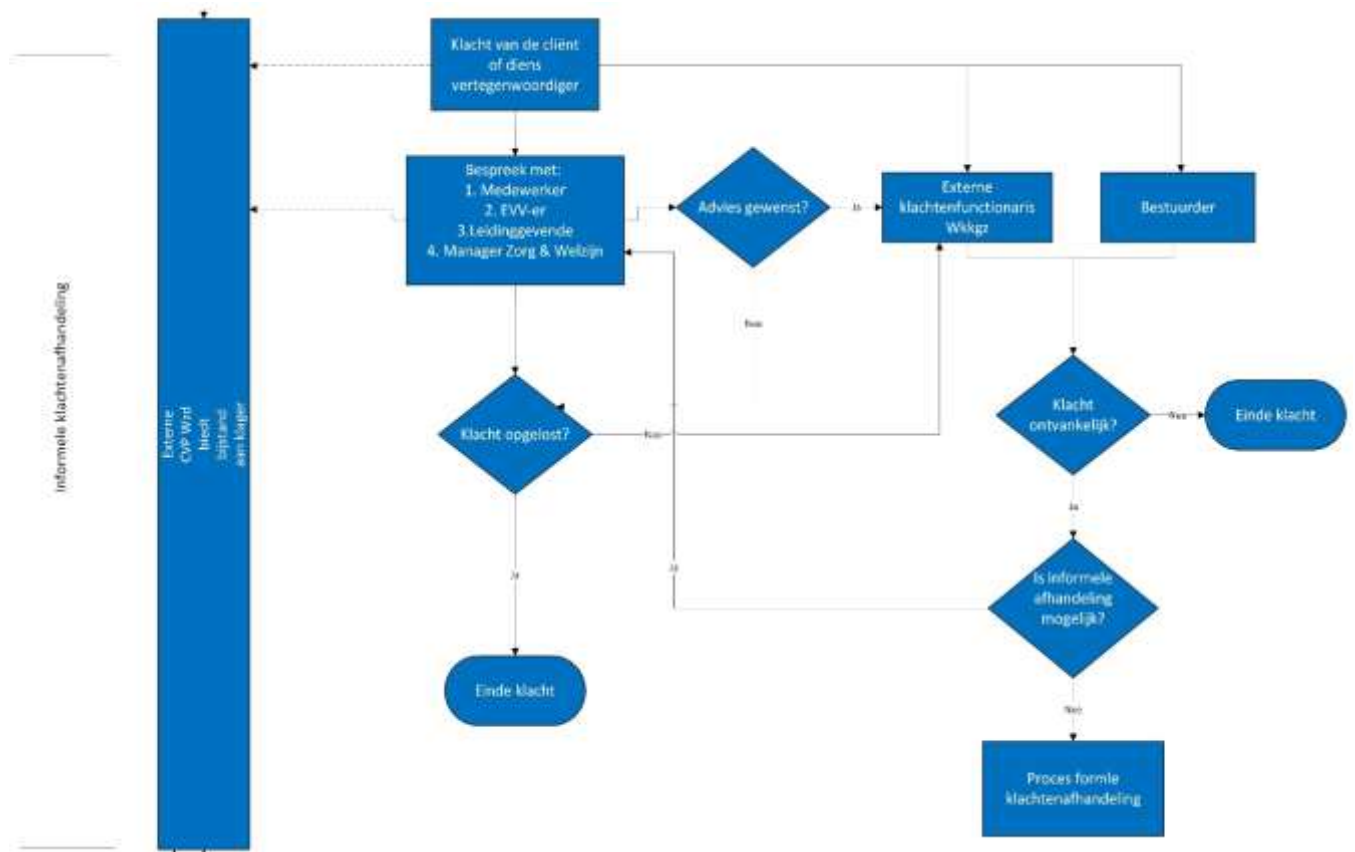 Klacht van de cliënt
of diens
vertegenwoordiger
Bespreek met:
1. Medewerker
2. EVV-er
3.Leidinggevende
4. Manager Zorg & Welzijn
Advies gewenst?
Ja
Externe
klachtenfunctionaris
Wkkgz
Bestuurder
Nee
Informele klachtenafhandeling
Externe
CVP Wzd
biedt
bijstand
aan klager
Klacht opgelost?
Nee
Nee
Klacht
ontvankelijk?
Nee
Einde klacht
Ja
Ja
Ja
Is informele
afhandeling
mogelijk?
Einde klacht
Nee
Proces formle
klachtenafhandeling